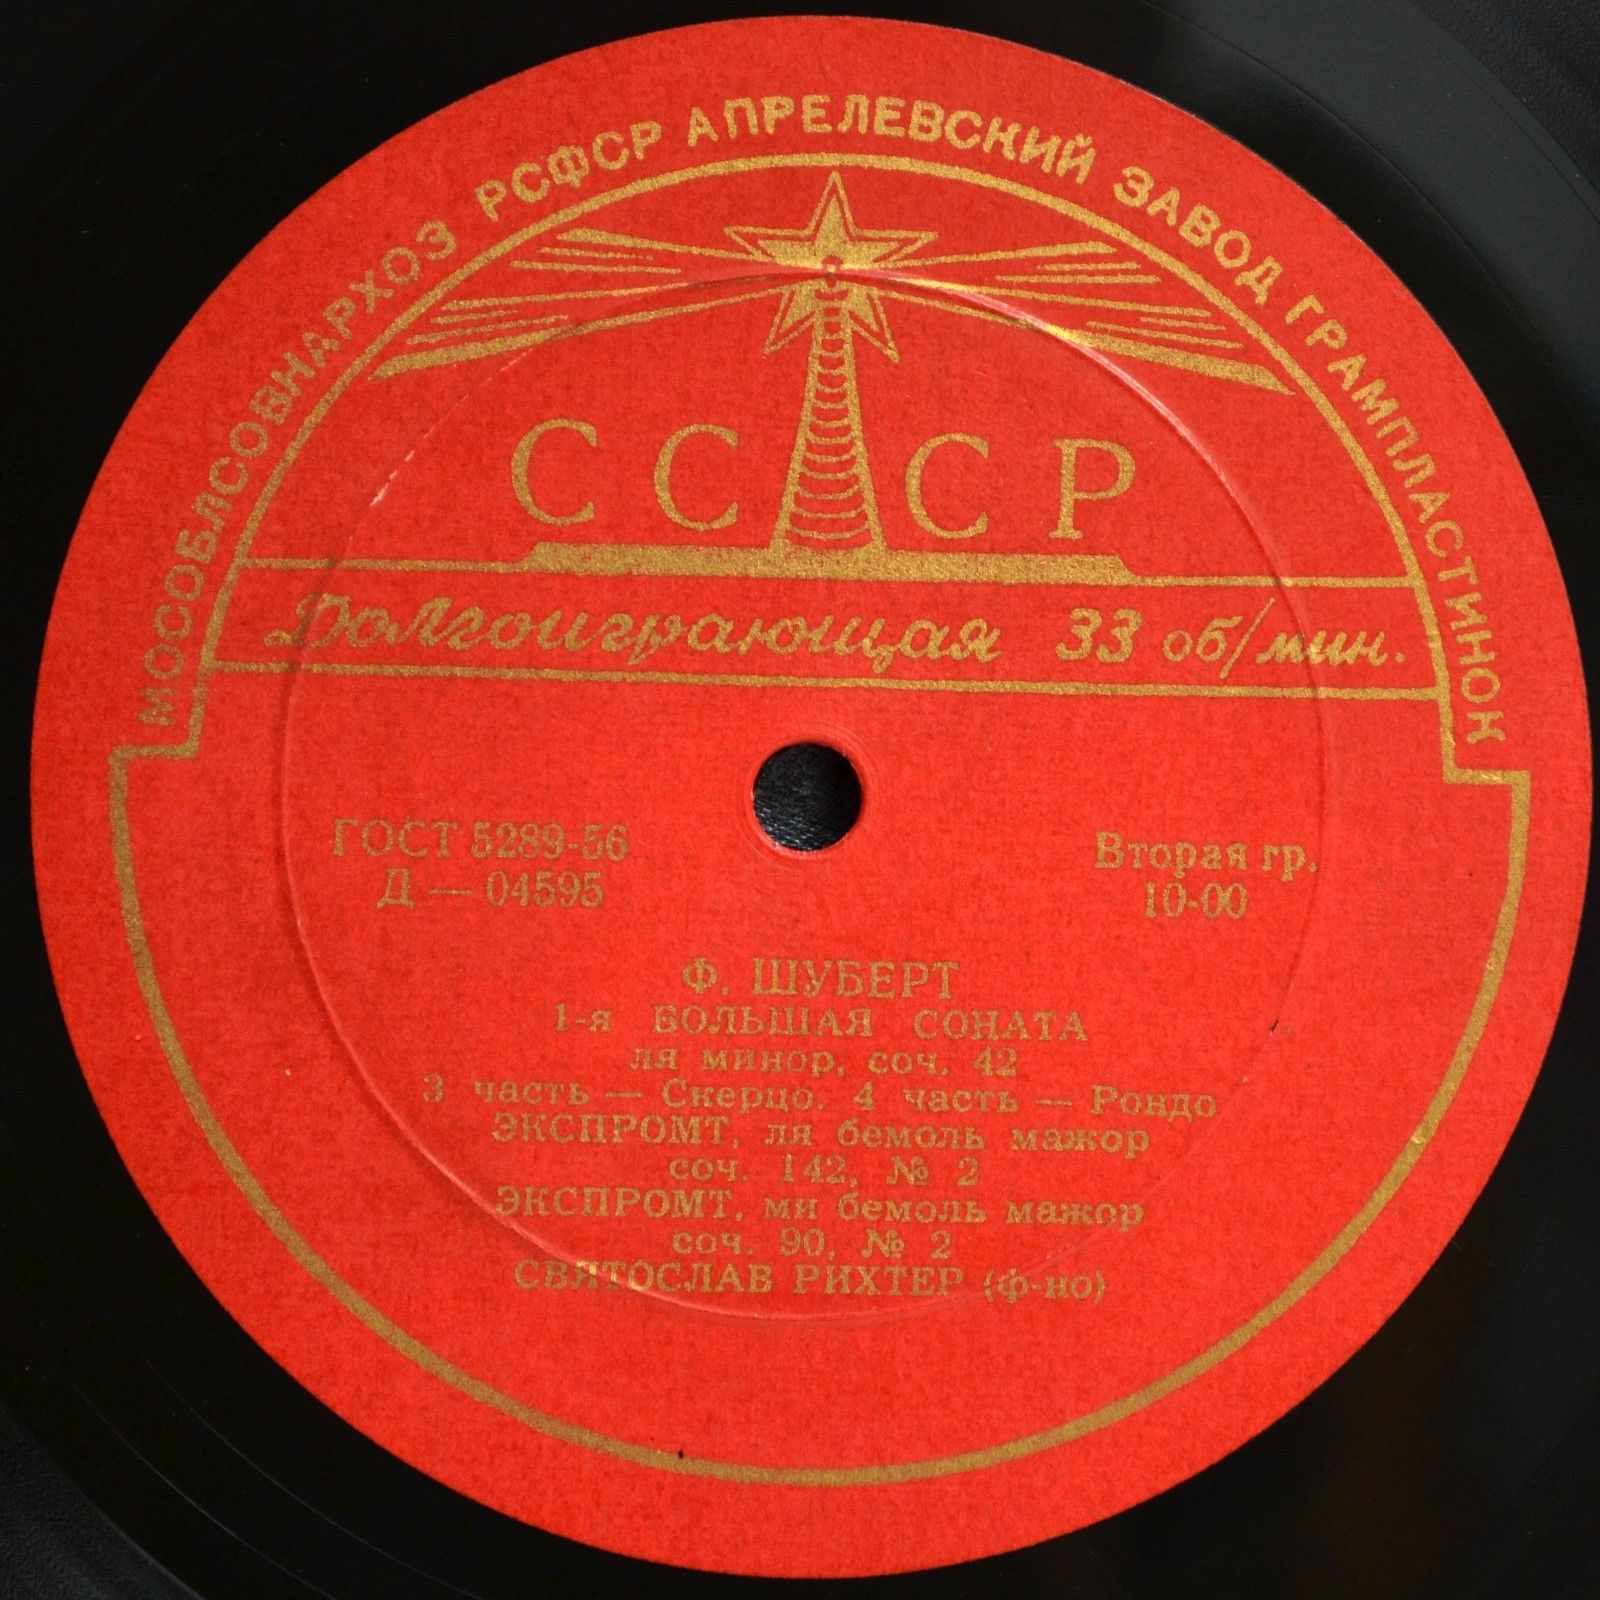 МОСОБЛСОВНАРХОЗ РСФСР АПРЕЛЕВСКИЙ ЗАВОД ГРАМПЛАСТИНОК
СССР
Долгоиграющая 33 об/мин.
ГОСТ 5289-56
Д — 04595
Вторая гр.
10-00
Ф. ШУБЕРТ
1-я БОЛЬШАЯ СОНАТА
ля минор, соч. 42
3 часть — Скерцо. 4 часть — Рондо
ЭКСПРОМТ, ля бемоль мажор
соч. 142, № 2
ЭКСПРОМТ, ми бемоль мажор
соч. 90, № 2
СВЯТОСЛАВ РИХТЕР (ф-но)